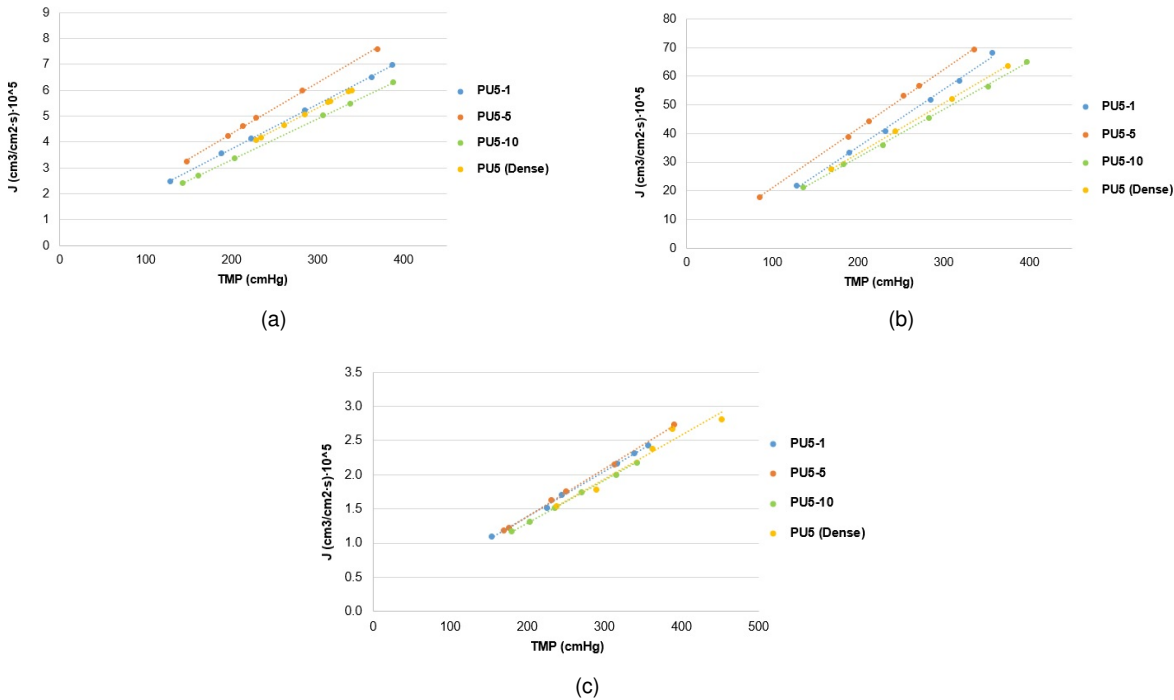 9
8
7
6
5
4
3
2
1
0
J (cm3/cm2·s)·10^5
0 100 200 300 400
TMP (cmHg)
PU5-1
PU5-5
PU5-10
PU5 (Dense)
(a)
80
70
60
50
40
30
20
10
0
J (cm3/cm2·s)·10^5
0 100 200 300 400
TMP (cmHg)
PU5-1
PU5-5
PU5-10
PU5 (Dense)
(b)
3.5
3.0
2.5
2.0
1.5
1.0
0.5
0.0
J (cm3/cm2·s)·10^5
0 100 200 300 400 500
TMP (cmHg)
PU5-1
PU5-5
PU5-10
PU5 (Dense)
(c)